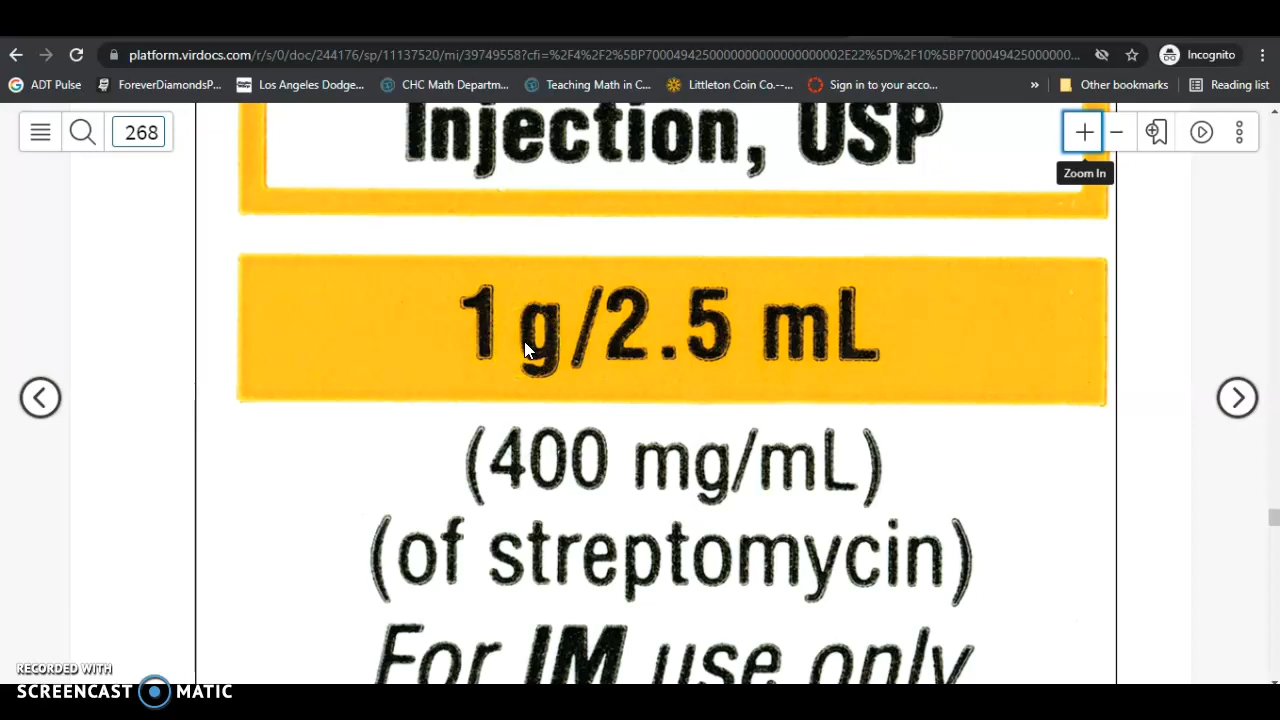 platform.virdocs.com/r/s/0/doc/244176/sp/11137520/mi/39749558?cfi=%2F4%2F2%5BP7000494250000000000000000002E22%5D%2F10%5BP700049425000000...
Incognito
ADT Pulse
ForeverDiamondsP...
Los Angeles Dodge...
CHC Math Departm...
Teaching Math in C...
Littleton Coin Co.--...
Sign in to your acco...
»
Other bookmarks
Reading list
268
Zoom In
Injection, USP
1 g/2.5 mL
(400 mg/mL)
(of streptomycin)
For IM use only
RECORDED WITH
SCREENCAST MATIC